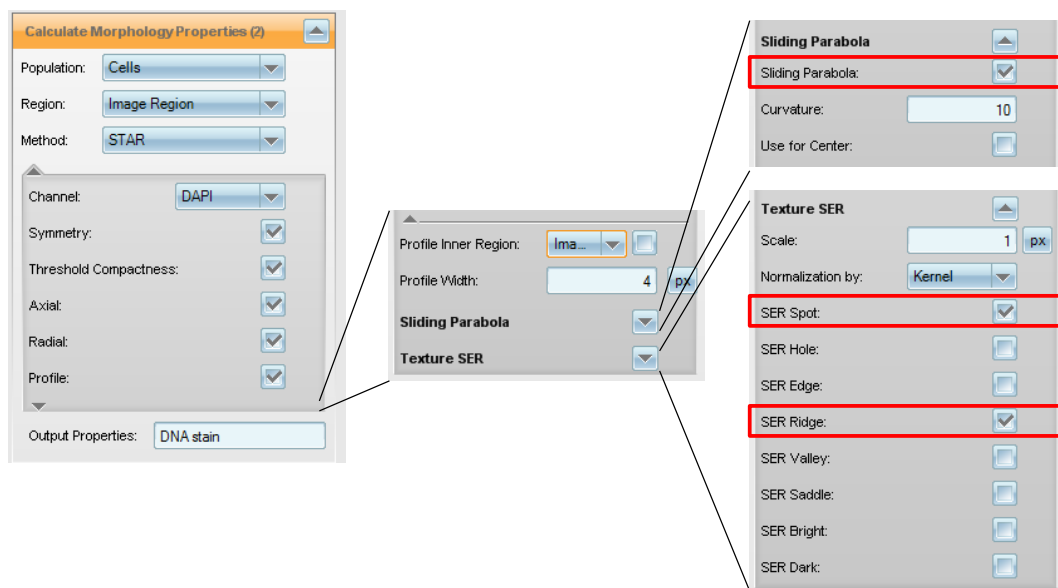 Calculate Morphology Properties (2)
Population: Cells
Region: Image Region
Method: STAR
Channel: DAPI
Symmetry:
Threshold Compactness:
Axial:
Radial:
Profile:
Output Properties: DNA stain
Profile Inner Region: Ima...
Profile Width: 4 px
Sliding Parabola
Texture SER
Sliding Parabola
Sliding Parabola:
Curvature: 10
Use for Center:
Texture SER
Scale: 1 px
Normalization by: Kernel
SER Spot:
SER Hole:
SER Edge:
SER Ridge:
SER Valley:
SER Saddle:
SER Bright:
SER Dark: